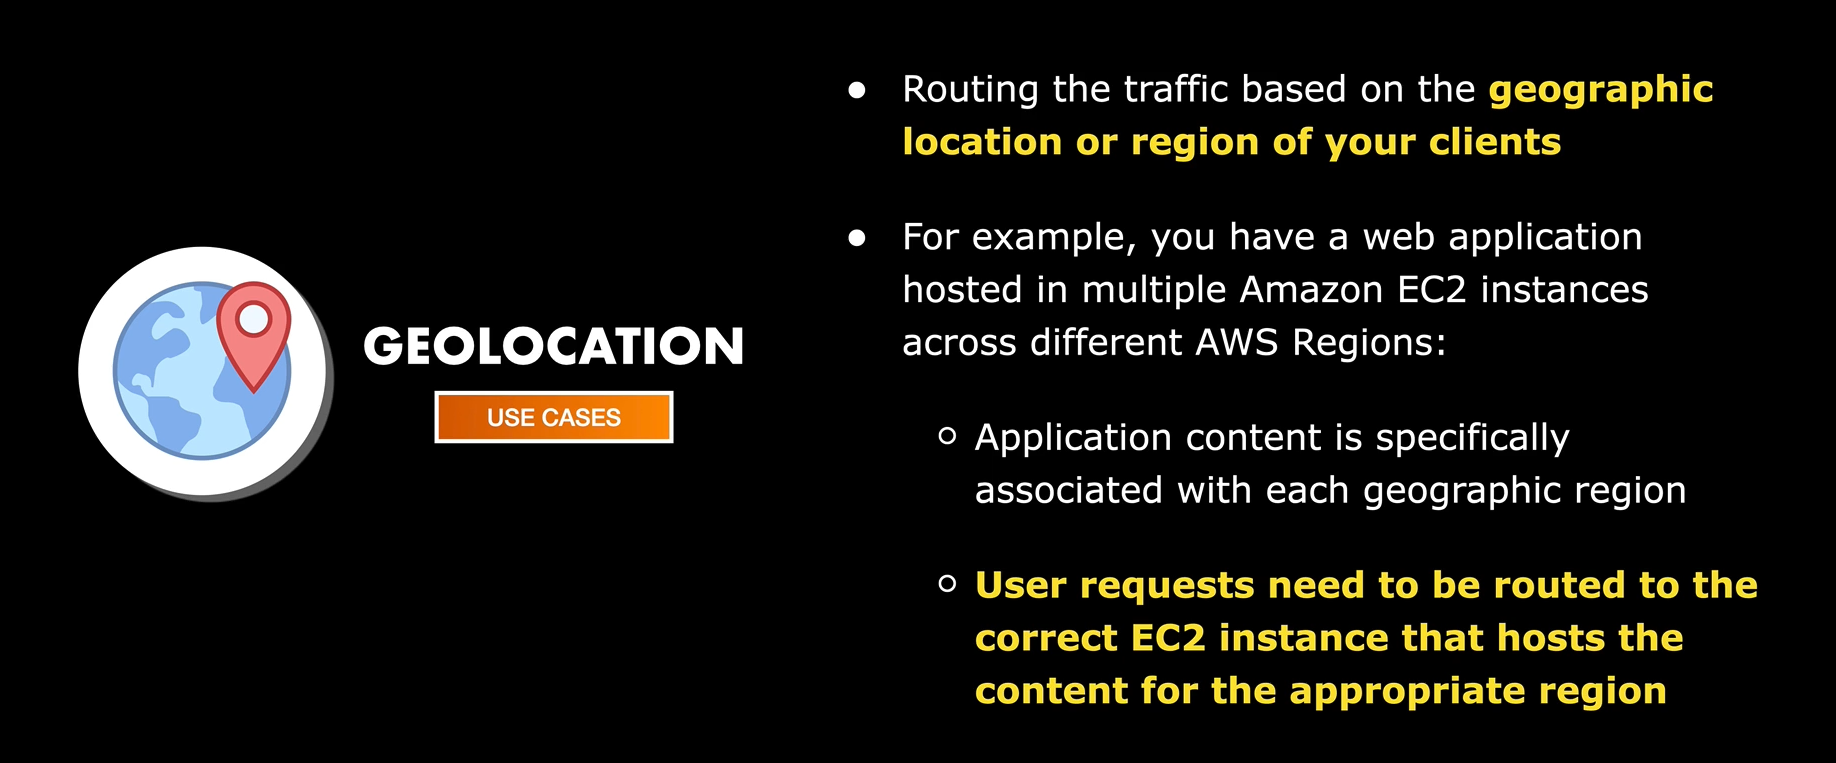 GEOLOCATION
USE CASES
● Routing the traffic based on the geographic
location or region of your clients
● For example, you have a web application
hosted in multiple Amazon EC2 instances
across different AWS Regions:
○ Application content is specifically
associated with each geographic region
○ User requests need to be routed to the
correct EC2 instance that hosts the
content for the appropriate region